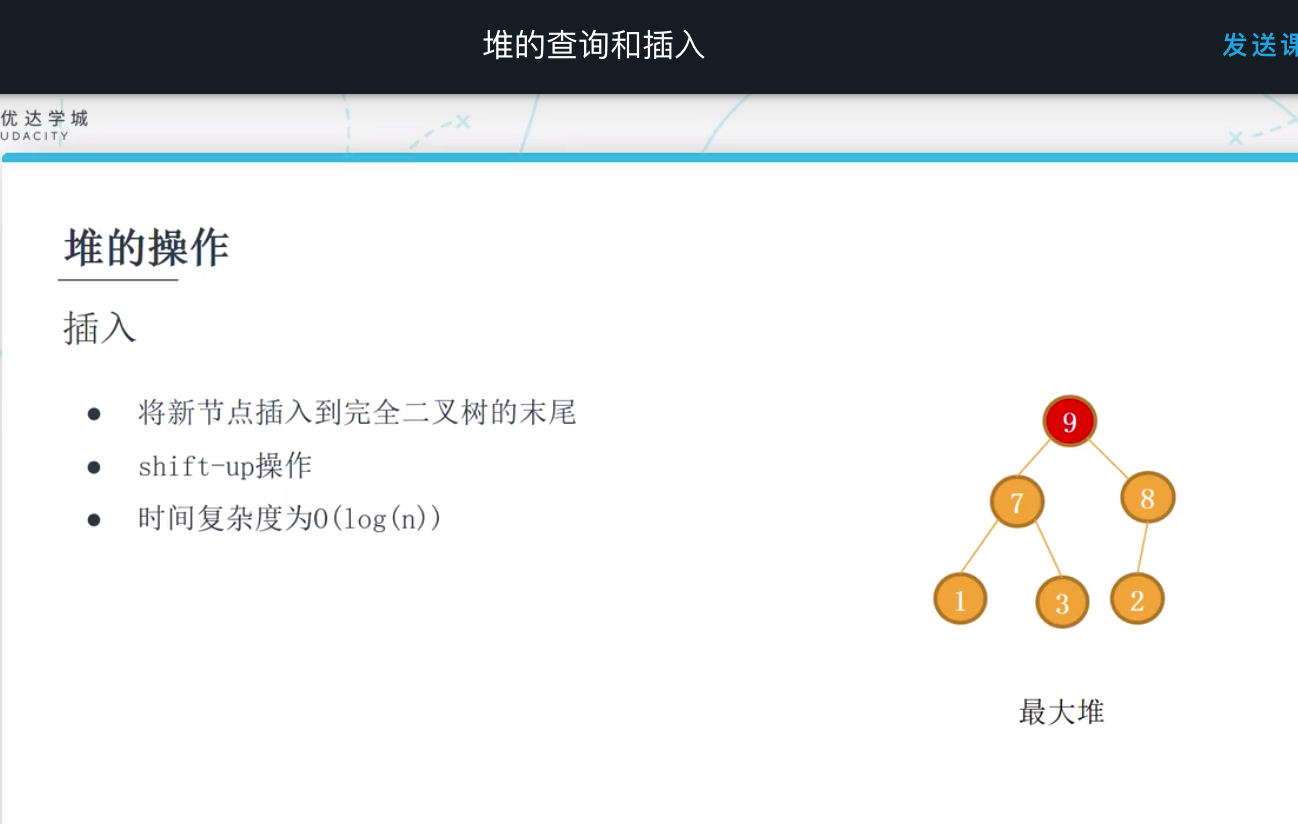 堆的查询和插入
发送课
优达学城
UDACITY
堆的操作
插入
● 将新节点插入到完全二叉树的末尾
● shift-up操作
● 时间复杂度为O(log(n))
9
7
8
1
3
2
最大堆